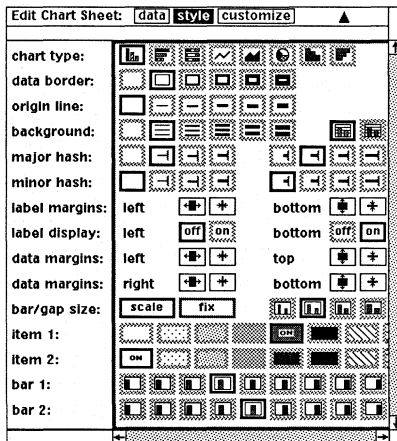 Edit Chart Sheet: data style customize
chart type:
data border:
origin line:
background:
major hash:
minor hash:
label margins: left bottom
label display: left off on bottom off on
data margins: left top
data margins: right bottom
bar/gap size: scale fix
item 1: ON
item 2: ON
bar 1:
bar 2: